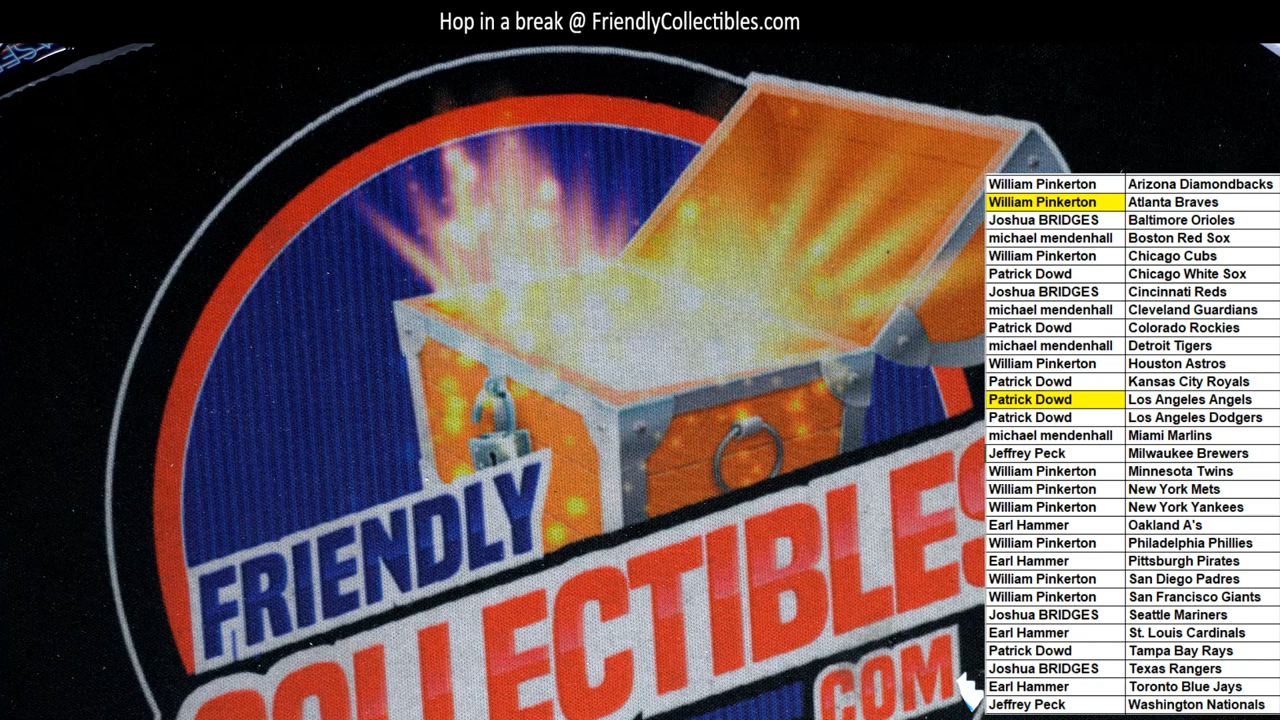 Hop in a break @ FriendlyCollectibles.com
FRIENDLY
COLLECTIBLES
.COM
William Pinkerton Arizona Diamondbacks
William Pinkerton Atlanta Braves
Joshua BRIDGES Baltimore Orioles
michael mendenhall Boston Red Sox
William Pinkerton Chicago Cubs
Patrick Dowd Chicago White Sox
Joshua BRIDGES Cincinnati Reds
michael mendenhall Cleveland Guardians
Patrick Dowd Colorado Rockies
michael mendenhall Detroit Tigers
William Pinkerton Houston Astros
Patrick Dowd Kansas City Royals
Patrick Dowd Los Angeles Angels
Patrick Dowd Los Angeles Dodgers
michael mendenhall Miami Marlins
Jeffrey Peck Milwaukee Brewers
William Pinkerton Minnesota Twins
William Pinkerton New York Mets
William Pinkerton New York Yankees
Earl Hammer Oakland A's
William Pinkerton Philadelphia Phillies
Earl Hammer Pittsburgh Pirates
William Pinkerton San Diego Padres
William Pinkerton San Francisco Giants
Joshua BRIDGES Seattle Mariners
Earl Hammer St. Louis Cardinals
Patrick Dowd Tampa Bay Rays
Joshua BRIDGES Texas Rangers
Earl Hammer Toronto Blue Jays
Jeffrey Peck Washington Nationals